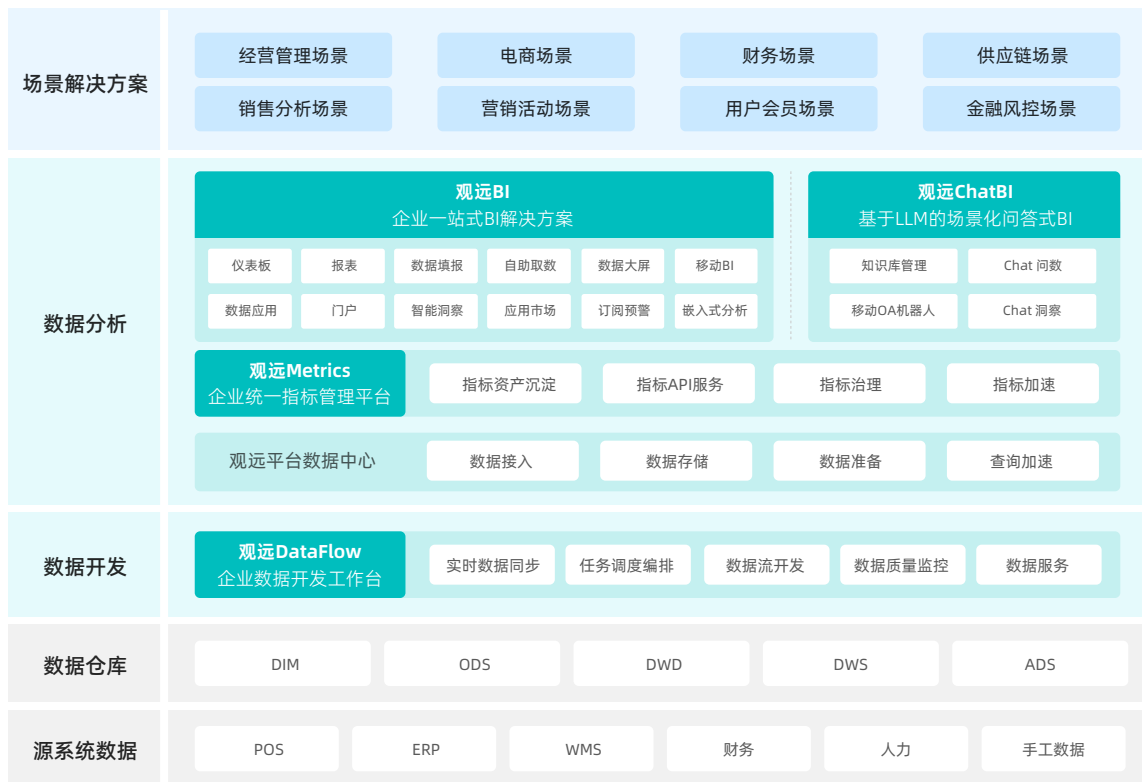 场景解决方案
经营管理场景
电商场景
财务场景
供应链场景
销售分析场景
营销活动场景
用户会员场景
金融风控场景
数据分析
观远BI
企业一站式BI解决方案
仪表板
报表
数据填报
自助取数
数据大屏
移动BI
数据应用
门户
智能洞察
应用市场
订阅预警
嵌入式分析
观远ChatBI
基于LLM的场景化问答式BI
知识库管理
Chat 问数
移动OA机器人
Chat 洞察
观远Metrics
企业统一指标管理平台
指标资产沉淀
指标API服务
指标治理
指标加速
观远平台数据中心
数据接入
数据存储
数据准备
查询加速
数据开发
观远DataFlow
企业数据开发工作台
实时数据同步
任务调度编排
数据流开发
数据质量监控
数据服务
数据仓库
DIM
ODS
DWD
DWS
ADS
源系统数据
POS
ERP
WMS
财务
人力
手工数据